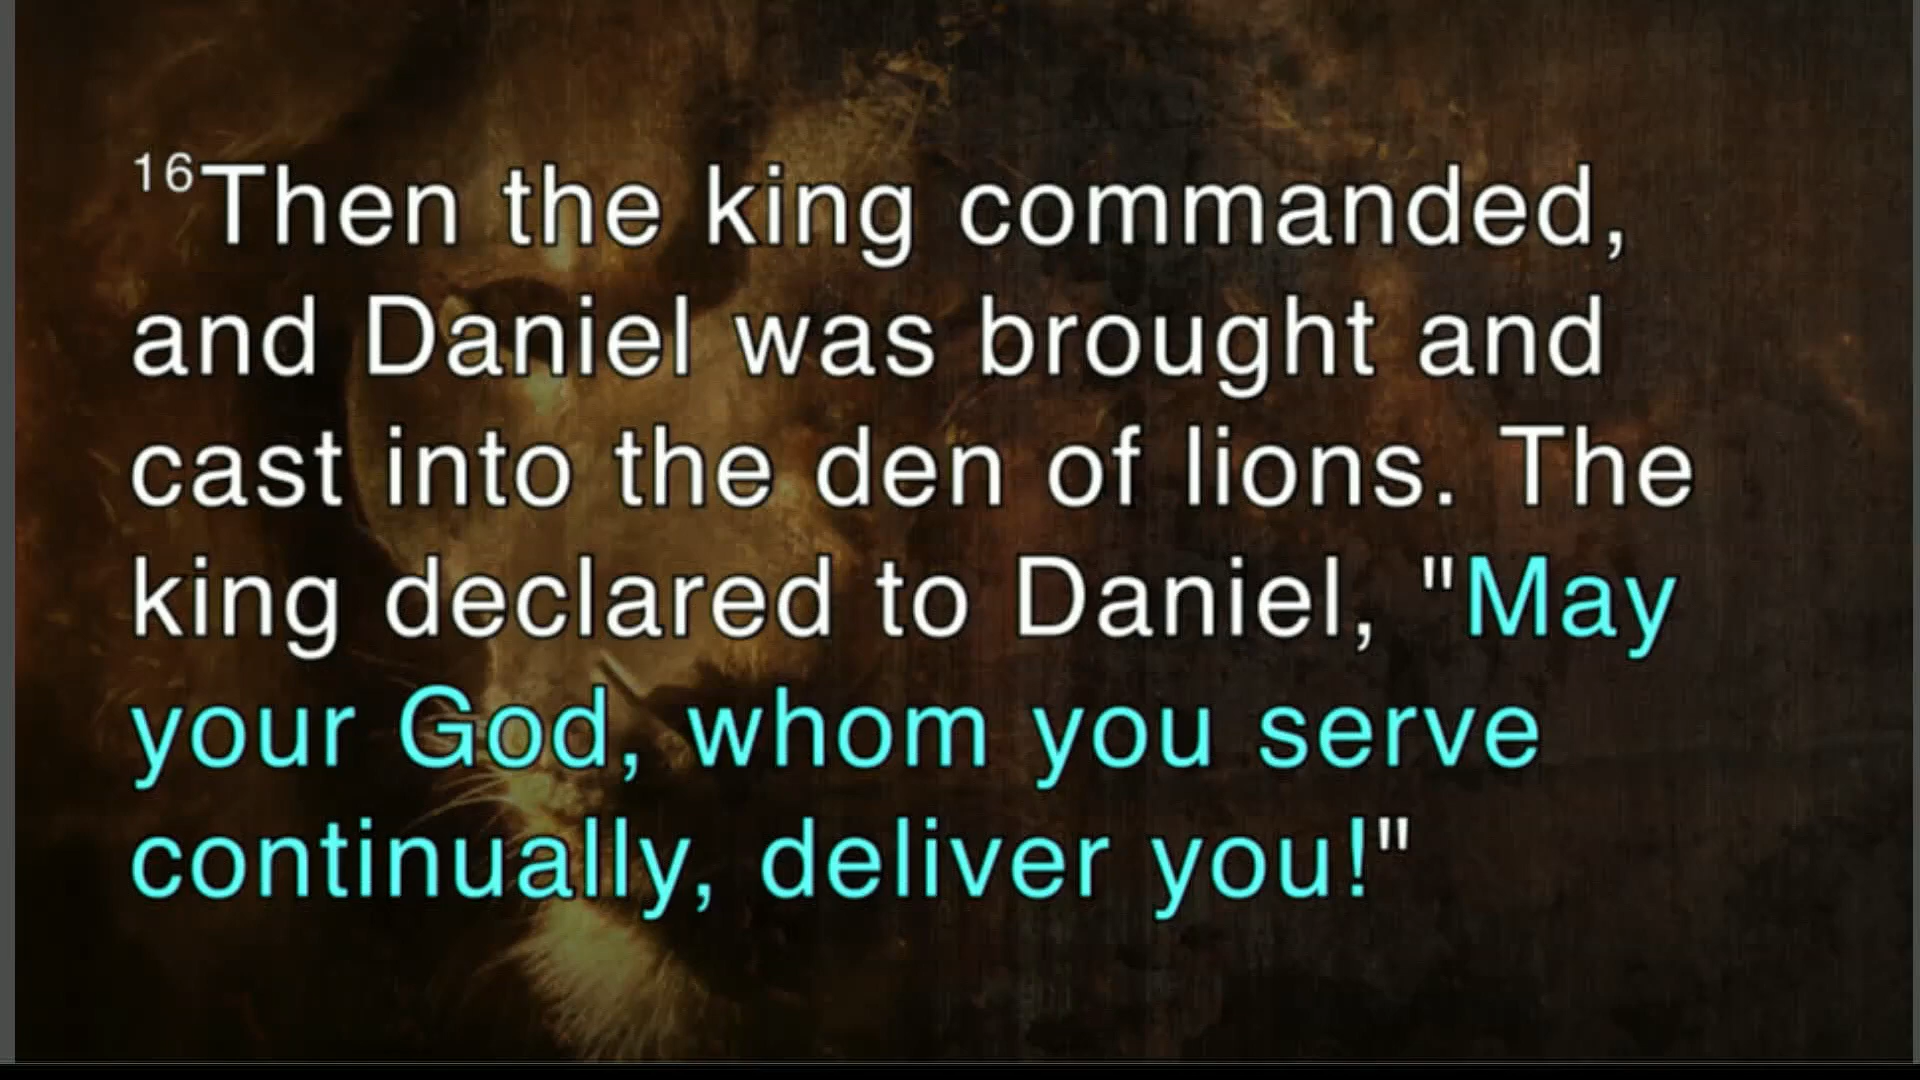 16Then the king commanded,
and Daniel was brought and
cast into the den of lions. The
king declared to Daniel, "May
your God, whom you serve
continually, deliver you!"